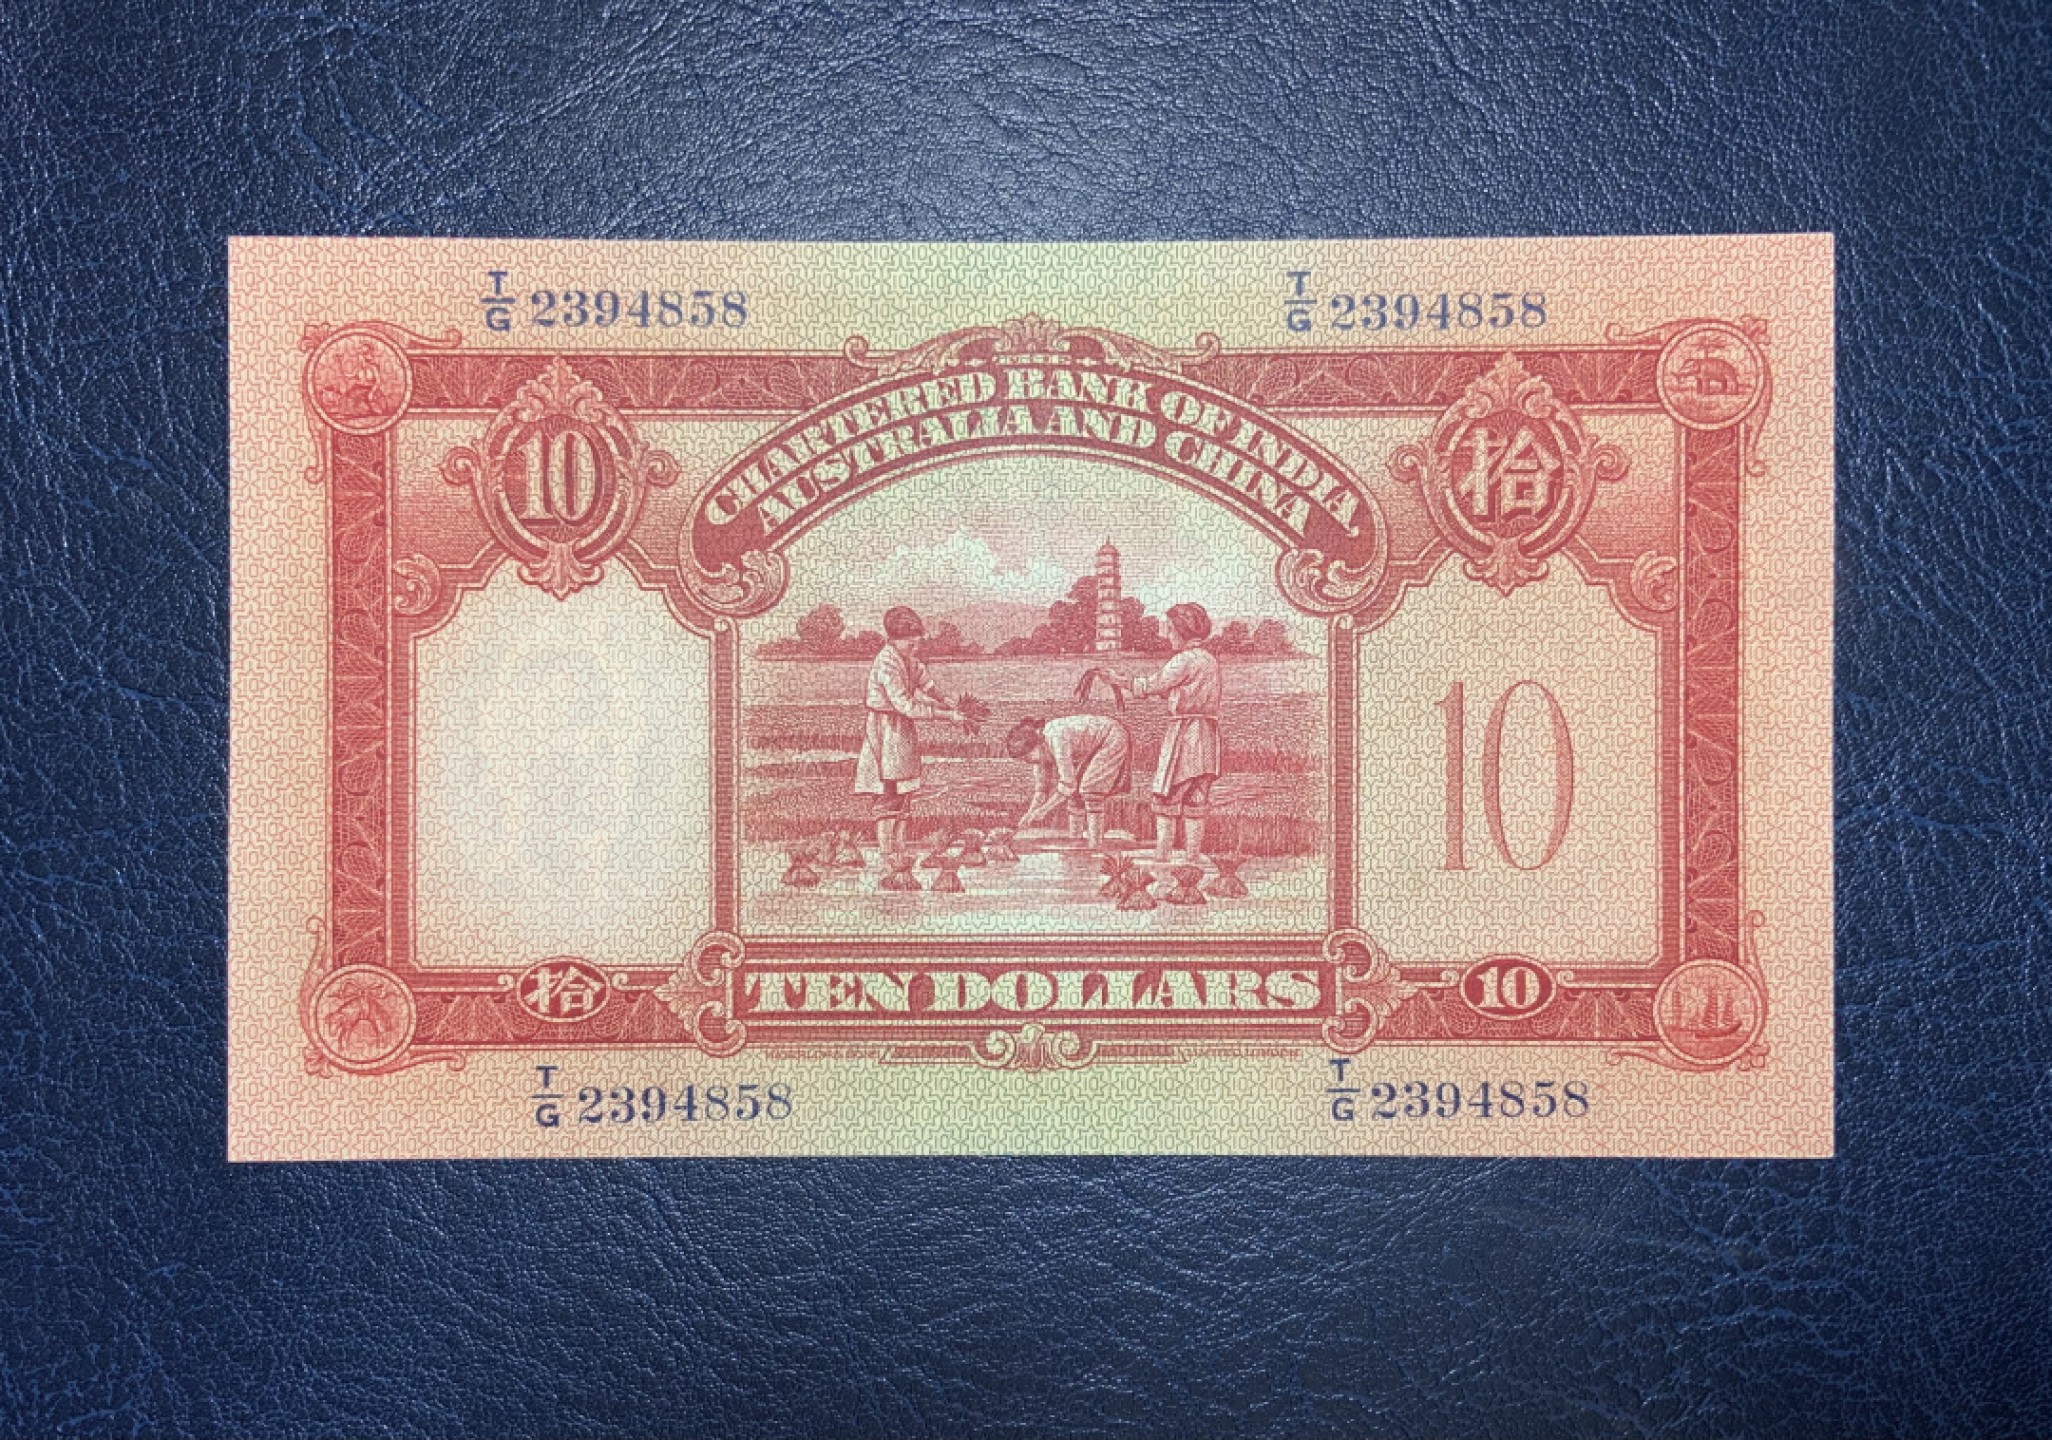 T/G 2394858 T/G 2394858
CHARTERED BANK OF INDIA,
AUSTRALIA AND CHINA
10 拾
10
拾 TEN DOLLARS 10
T/G 2394858 T/G 2394858